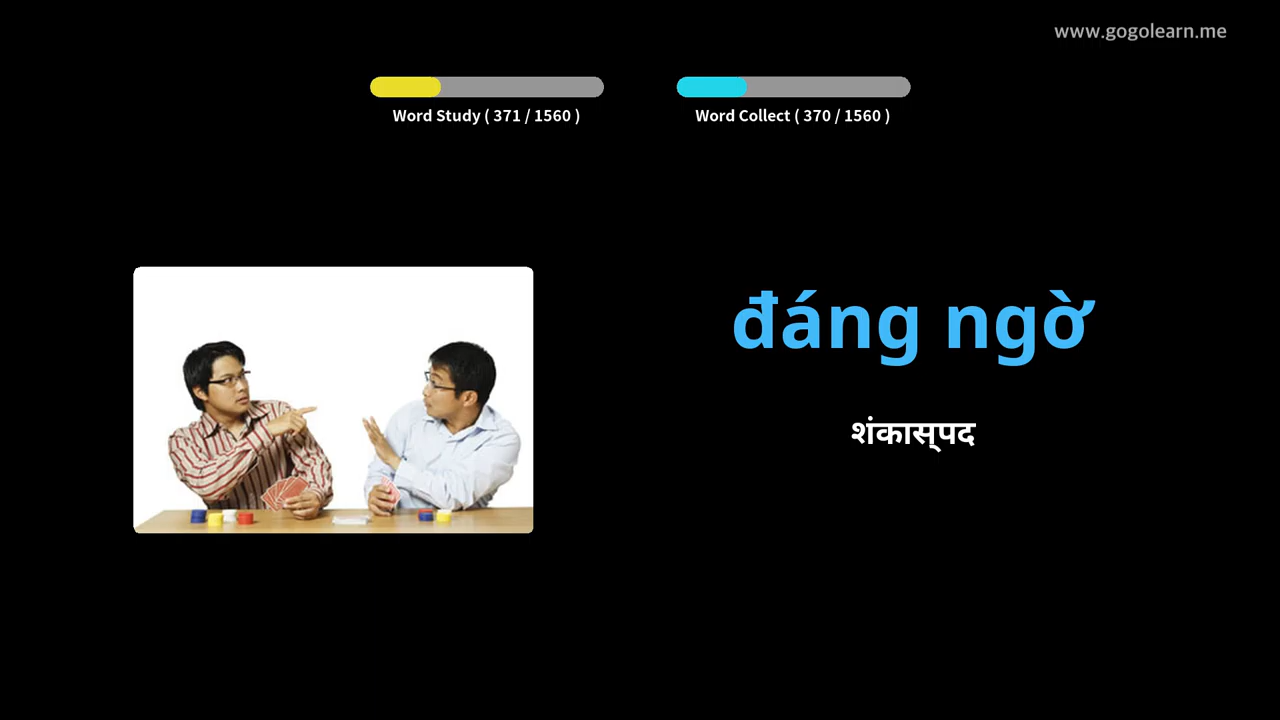 www.gogolearn.me
Word Study ( 371 / 1560 )
Word Collect ( 370 / 1560 )
đáng ngờ
शंकास्‌पद